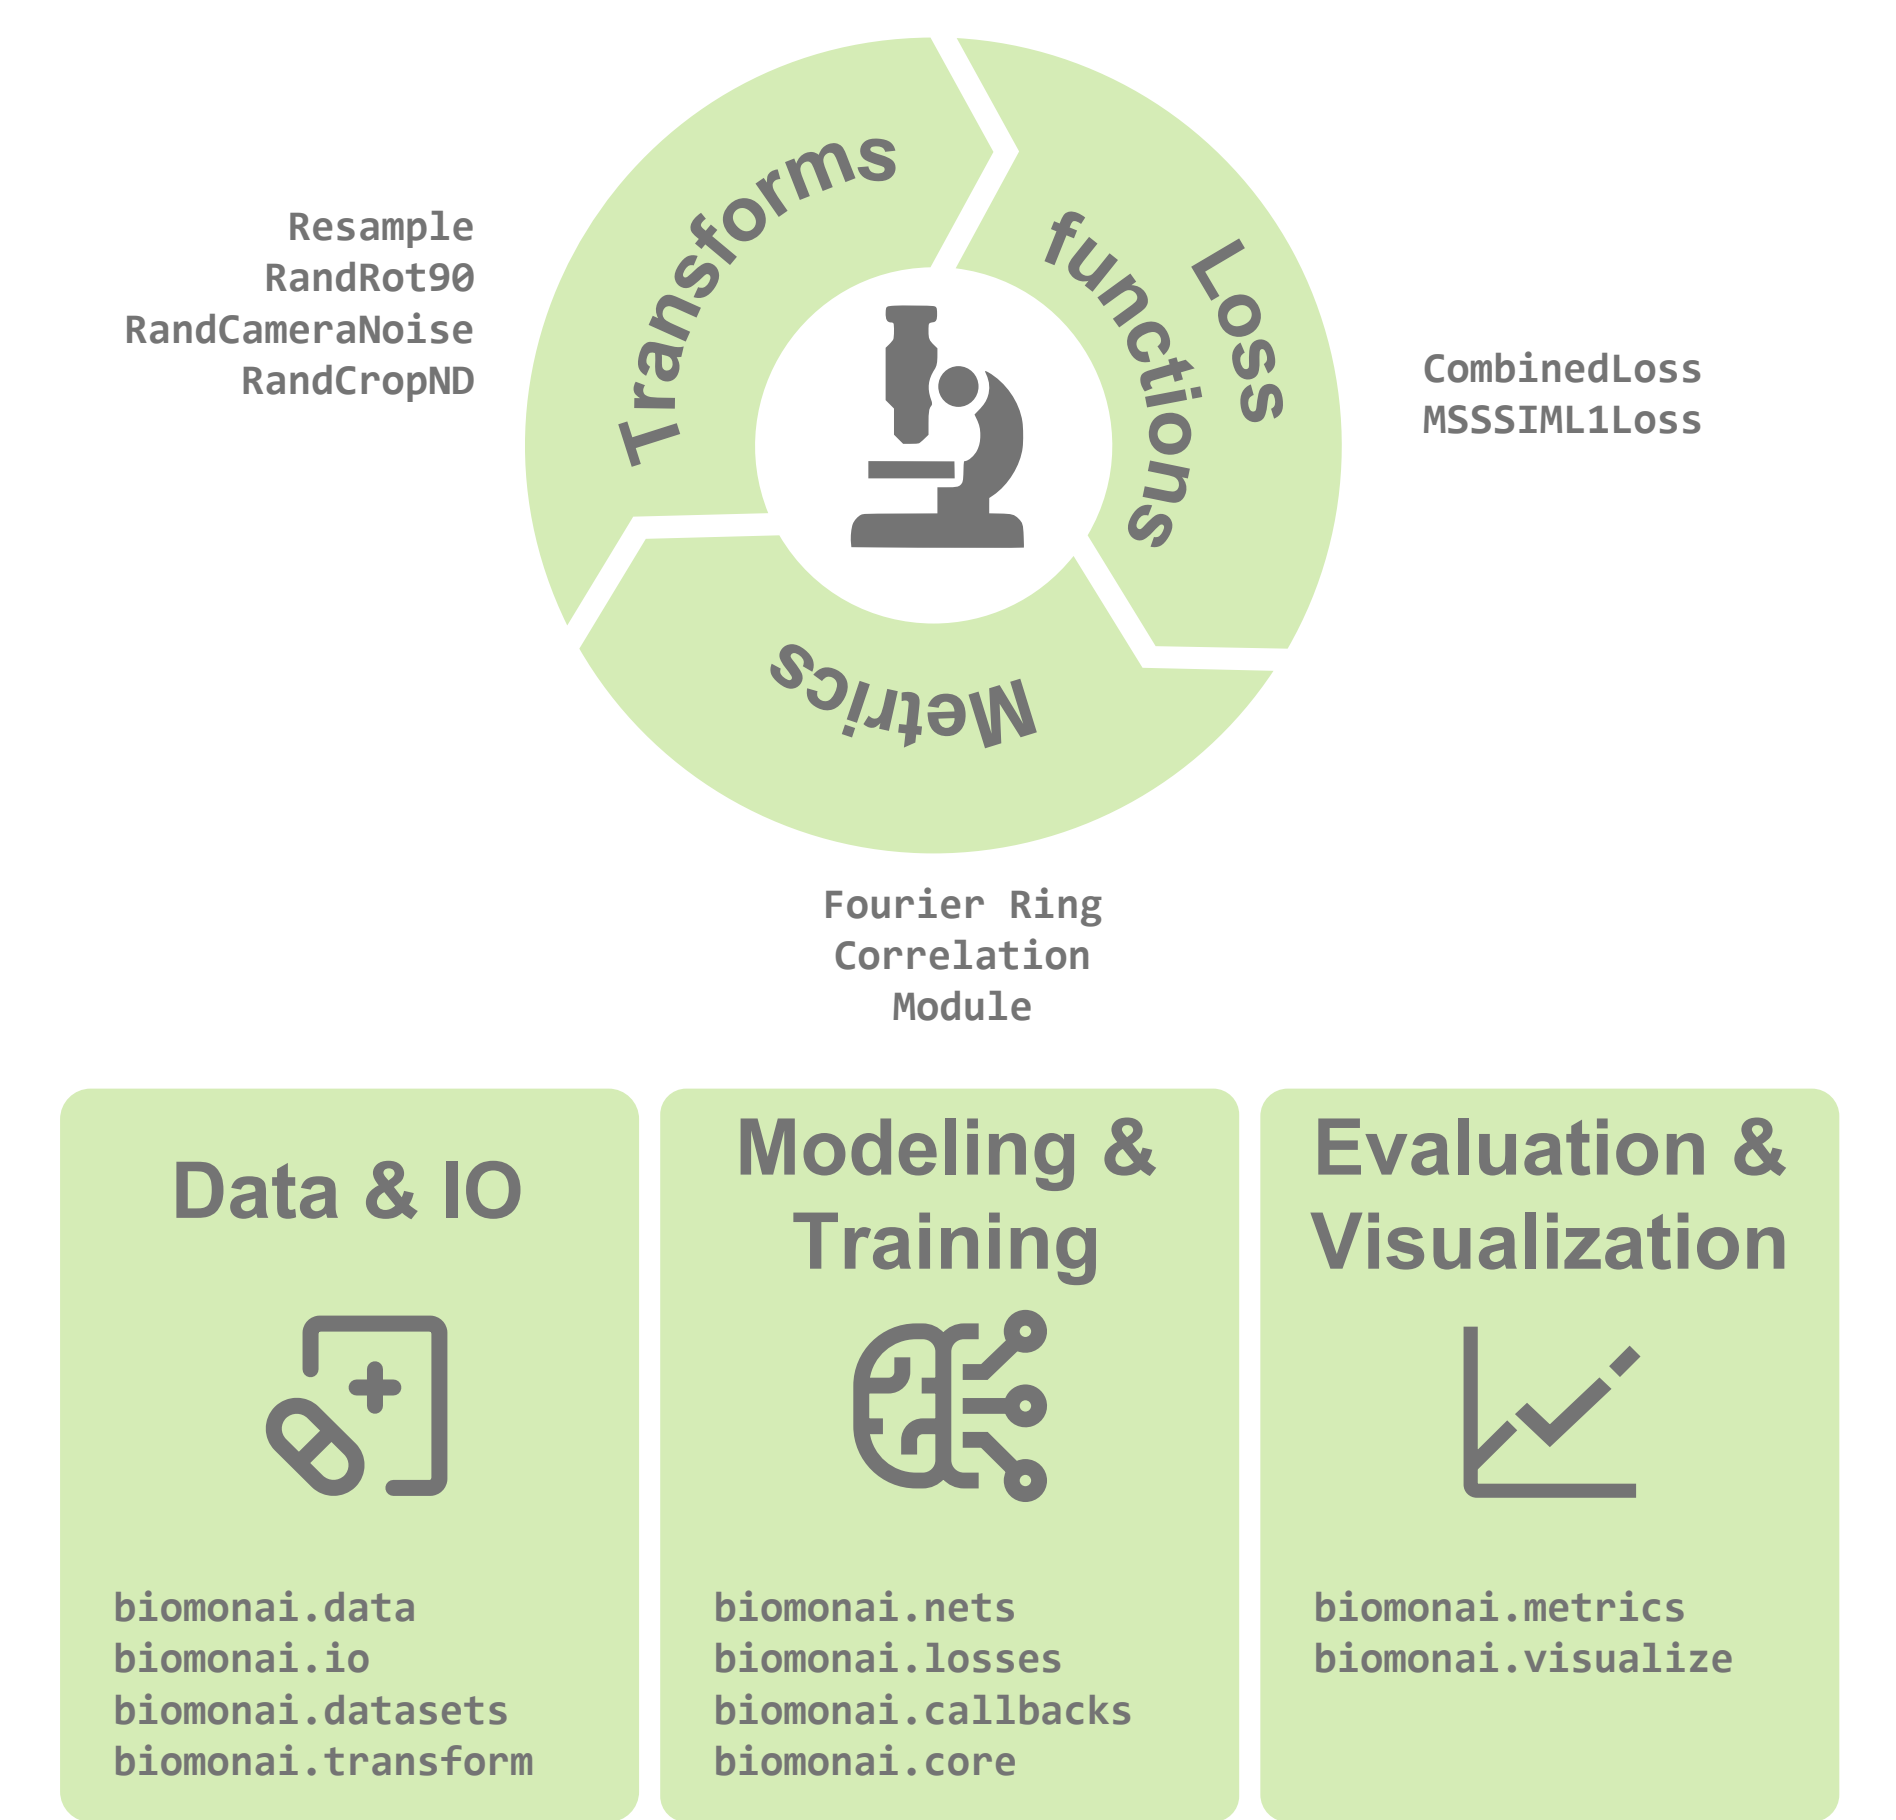 Transforms
Loss
functions
Metrics
Resample
RandRot90
RandCameraNoise
RandCropND
CombinedLoss
MSSSIML1Loss
Fourier Ring
Correlation
Module
Data & IO
biomonai.data
biomonai.io
biomonai.datasets
biomonai.transform
Modeling &
Training
biomonai.nets
biomonai.losses
biomonai.callbacks
biomonai.core
Evaluation &
Visualization
biomonai.metrics
biomonai.visualize